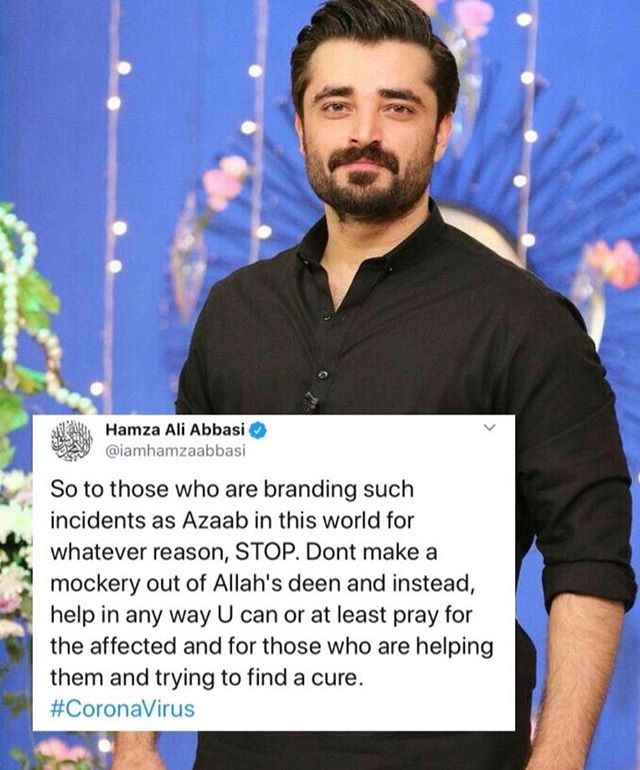 Hamza Ali Abbasi
@iamhamzaabbasi
So to those who are branding such
incidents as Azaab in this world for
whatever reason, STOP. Dont make a
mockery out of Allah's deen and instead,
help in any way U can or at least pray for
the affected and for those who are helping
them and trying to find a cure.
#CoronaVirus